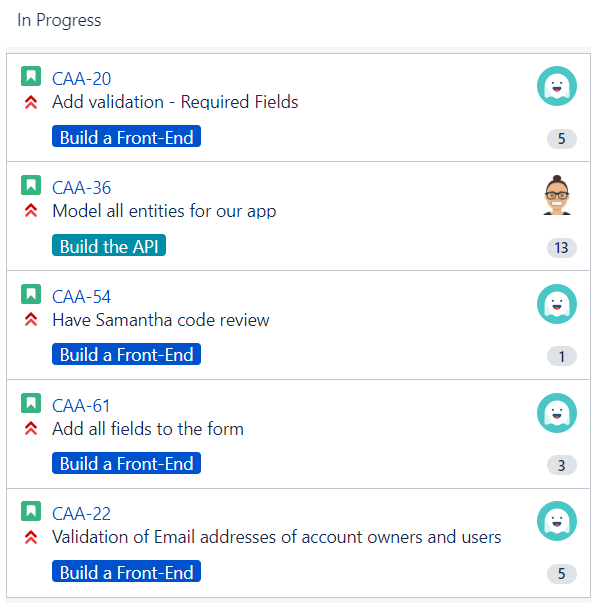 In Progress
CAA-20
Add validation - Required Fields
Build a Front-End
5
CAA-36
Model all entities for our app
Build the API
13
CAA-54
Have Samantha code review
Build a Front-End
1
CAA-61
Add all fields to the form
Build a Front-End
3
CAA-22
Validation of Email addresses of account owners and users
Build a Front-End
5